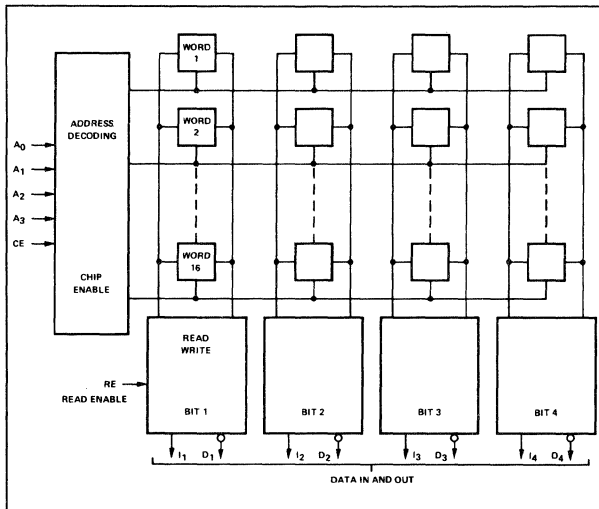 WORD
1
ADDRESS
DECODING
WORD
2
A0
A1
A2
A3
CE
WORD
16
CHIP
ENABLE
READ
WRITE
RE
READ ENABLE
BIT 1
BIT 2
BIT 3
BIT 4
I1 D1 I2 D2 I3 D3 I4 D4
DATA IN AND OUT